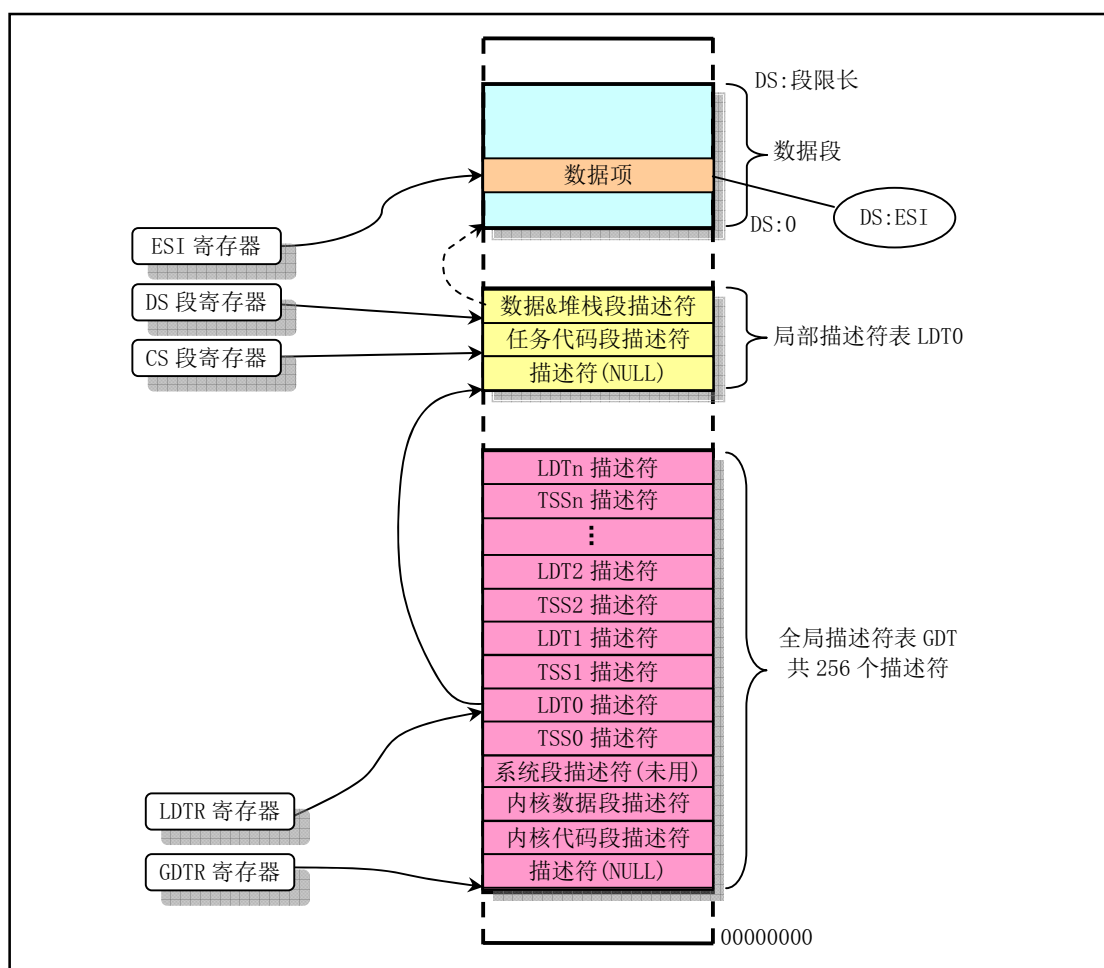 DS:段限长
数据段
数据项
DS:ESI
DS:0
ESI 寄存器
DS 段寄存器
CS 段寄存器
数据&堆栈段描述符
任务代码段描述符
描述符(NULL)
局部描述符表 LDT0
LDTn 描述符
TSSn 描述符
⋮
LDT2 描述符
TSS2 描述符
LDT1 描述符
TSS1 描述符
LDT0 描述符
TSS0 描述符
系统段描述符(未用)
内核数据段描述符
内核代码段描述符
描述符(NULL)
全局描述符表 GDT
共 256 个描述符
LDTR 寄存器
GDTR 寄存器
00000000